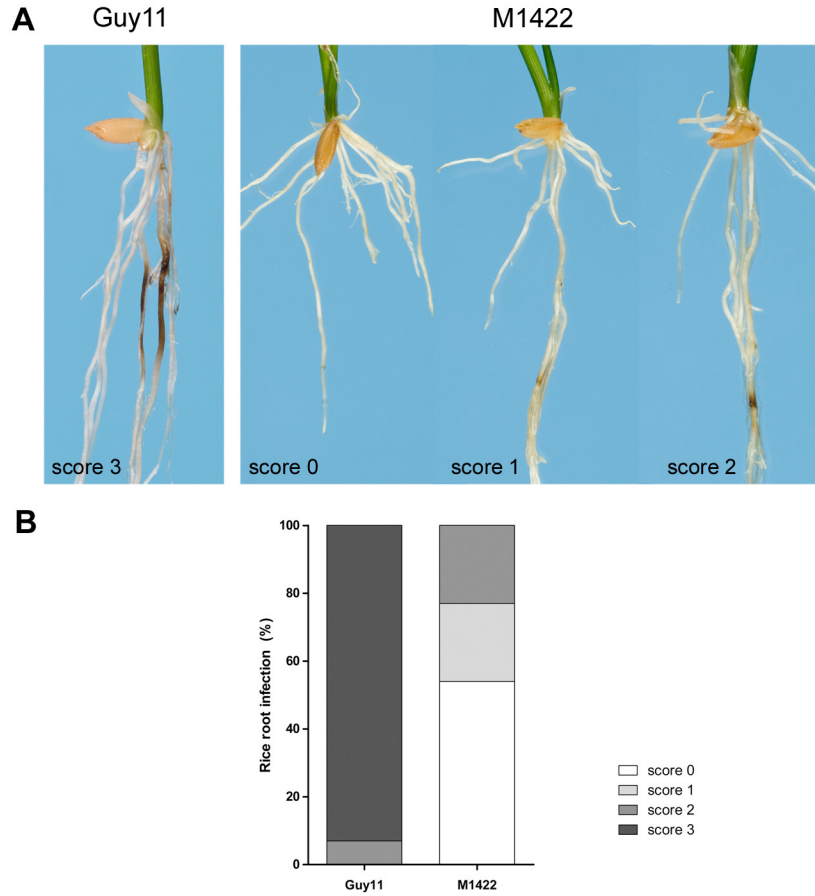 A
Guy11
M1422
score 3
score 0
score 1
score 2
B
100
80
60
40
20
0
Rice root infection (%)
Guy11
M1422
score 0
score 1
score 2
score 3